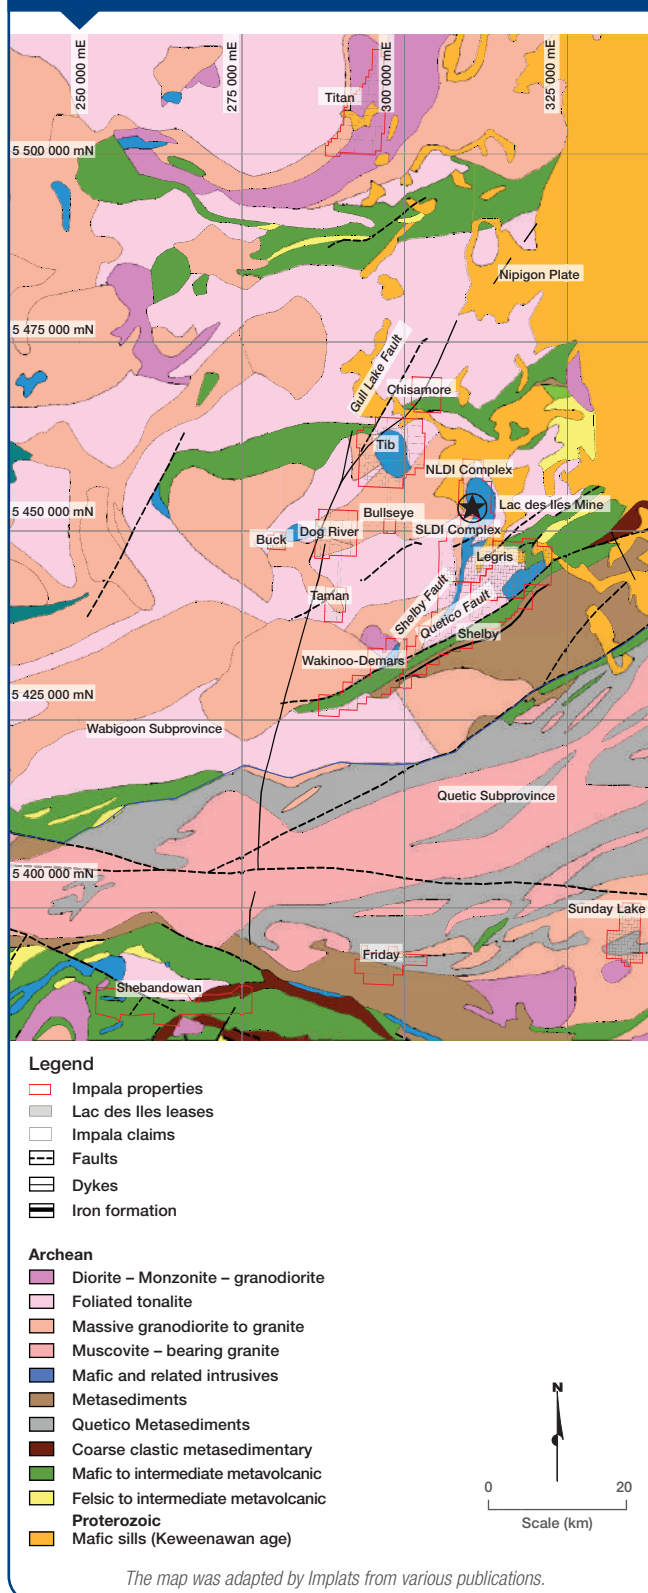 250 000 mE
275 000 mE
300 000 mE
325 000 mE
Titan
5 500 000 mN
Nipigon Plate
5 475 000 mN
Gull Lake Fault
Chisamore
Tib
NLDI Complex
Lac des Iles Mine
5 450 000 mN
Bullseye
Dog River
SLDI Complex
Buck
Legris
Taman
Shelby Fault
Quetico Fault
Shelby
Wakinoo-Demars
5 425 000 mN
Wabigoon Subprovince
Quetic Subprovince
5 400 000 mN
Sunday Lake
Friday
Shebandowan
Legend
Impala properties
Lac des Iles leases
Impala claims
Faults
Dykes
Iron formation
Archean
Diorite – Monzonite – granodiorite
Foliated tonalite
Massive granodiorite to granite
Muscovite – bearing granite
Mafic and related intrusives
Metasediments
Quetico Metasediments
Coarse clastic metasedimentary
Mafic to intermediate metavolcanic
Felsic to intermediate metavolcanic
Proterozoic
Mafic sills (Keweenawan age)
N
0 20
Scale (km)
The map was adapted by Implats from various publications.